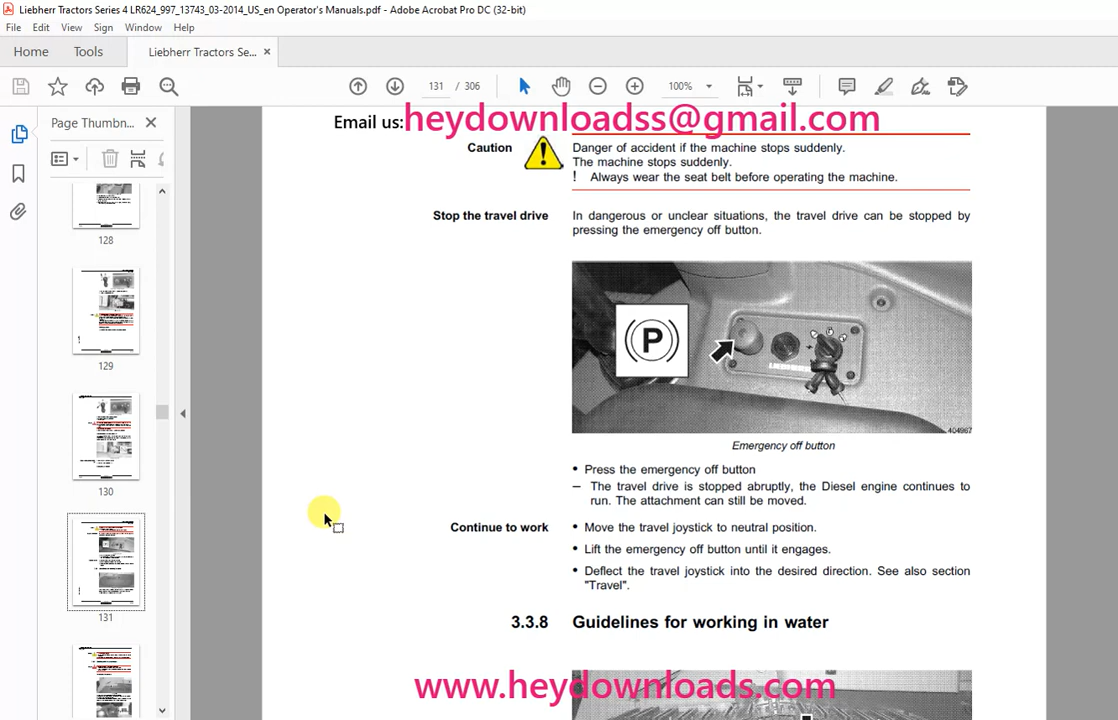 Liebherr Tractors Series 4 LR624_997_13743_03-2014_US_en Operator's Manuals.pdf - Adobe Acrobat Pro DC (32-bit)
File Edit View Sign Window Help
Home Tools Liebherr Tractors Se... ×
131 / 306 100%
Email us:heydownloadss@gmail.com
Page Thumbn...
Caution
Danger of accident if the machine stops suddenly.
The machine stops suddenly.
! Always wear the seat belt before operating the machine.
Stop the travel drive
In dangerous or unclear situations, the travel drive can be stopped by
pressing the emergency off button.
P
404967
Emergency off button
• Press the emergency off button
– The travel drive is stopped abruptly, the Diesel engine continues to
run. The attachment can still be moved.
Continue to work
• Move the travel joystick to neutral position.
• Lift the emergency off button until it engages.
• Deflect the travel joystick into the desired direction. See also section
"Travel".
3.3.8 Guidelines for working in water
www.heydownloads.com
128
129
130
131